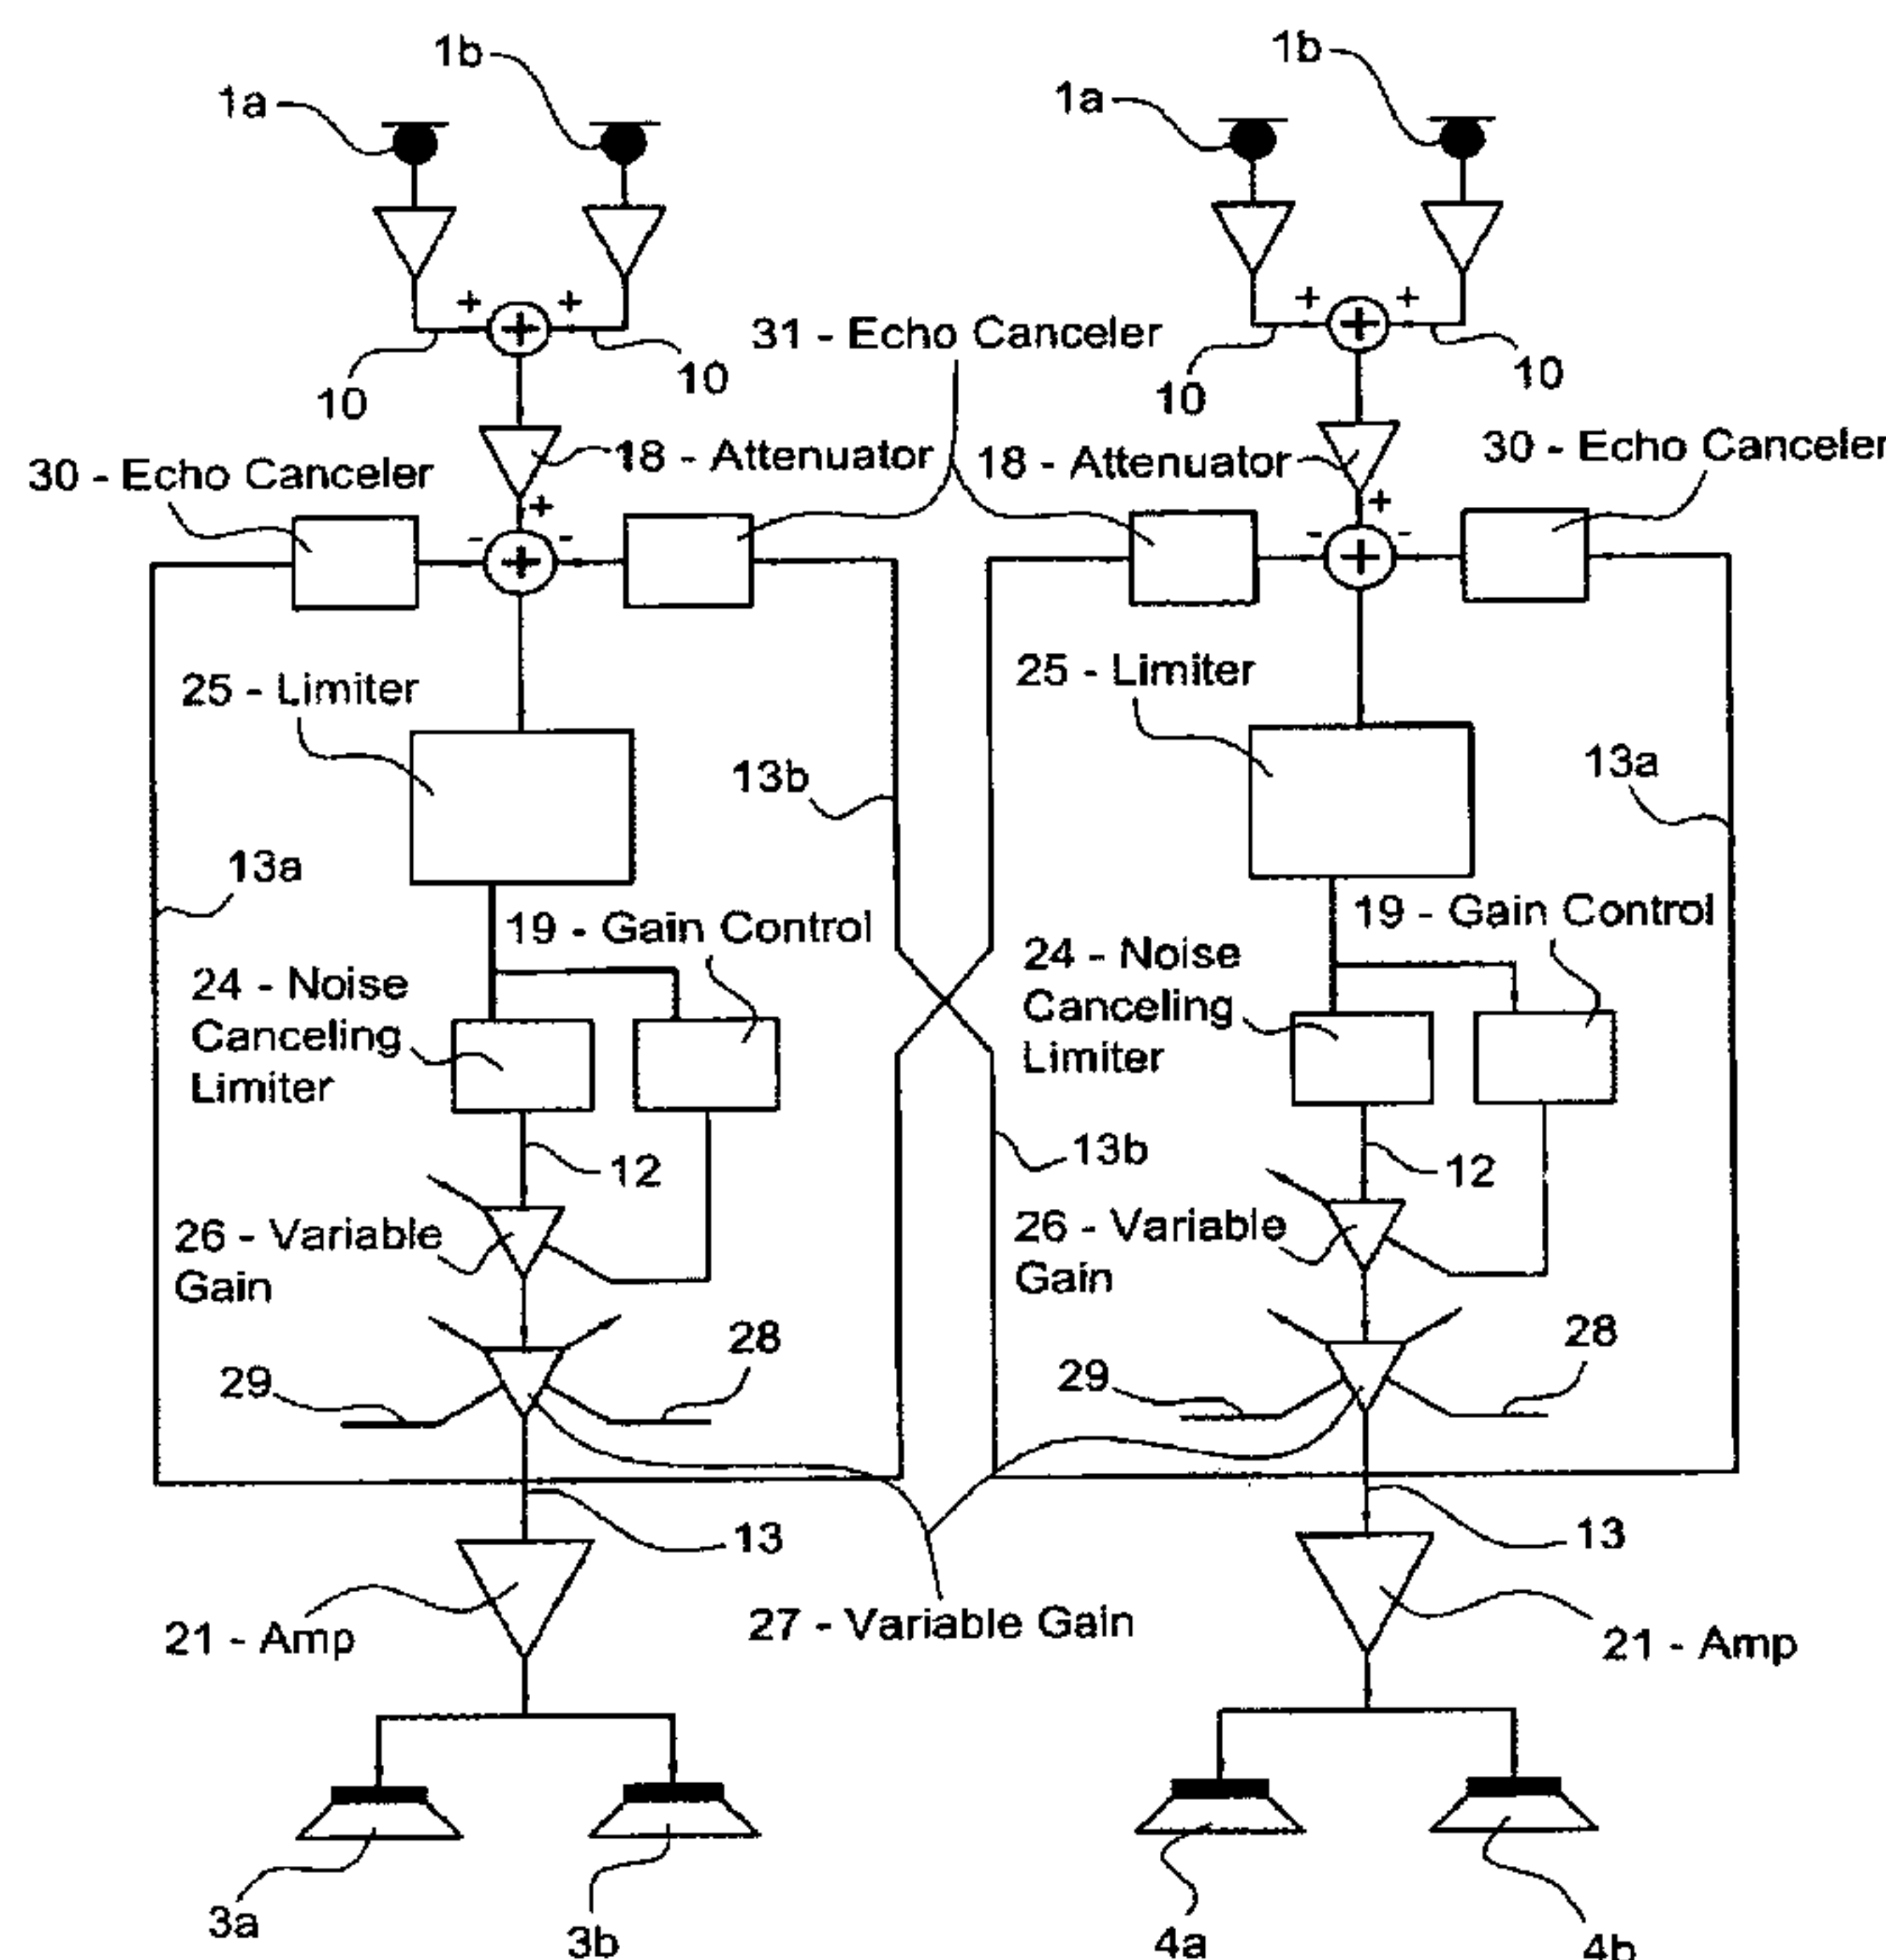 1b
1b
1a
1a
+
+
+
+
+
+
10
10
10
10
31 - Echo Canceler
18 - Attenuator
18 - Attenuator
30 - Echo Canceler
30 - Echo Canceler
+
+
-
+
-
-
+
-
25 - Limiter
25 - Limiter
13b
13a
13a
19 - Gain Control
19 - Gain Control
24 - Noise
Canceling
Limiter
24 - Noise
Canceling
Limiter
12
13b
12
26 - Variable
Gain
26 - Variable
Gain
29
28
29
28
13
13
21 - Amp
27 - Variable Gain
21 - Amp
3a
3b
4a
4b